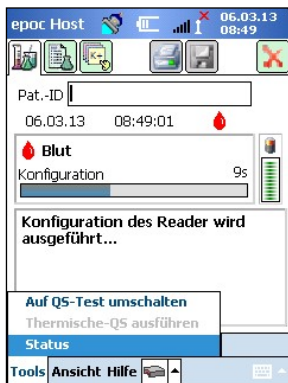 epoc Host
06.03.13
08:49
Pat.-ID
06.03.13 08:49:01
Blut
Konfiguration 9s
Konfiguration des Reader wird
ausgeführt...
Auf QS-Test umschalten
Thermische-QS ausführen
Status
Tools Ansicht Hilfe